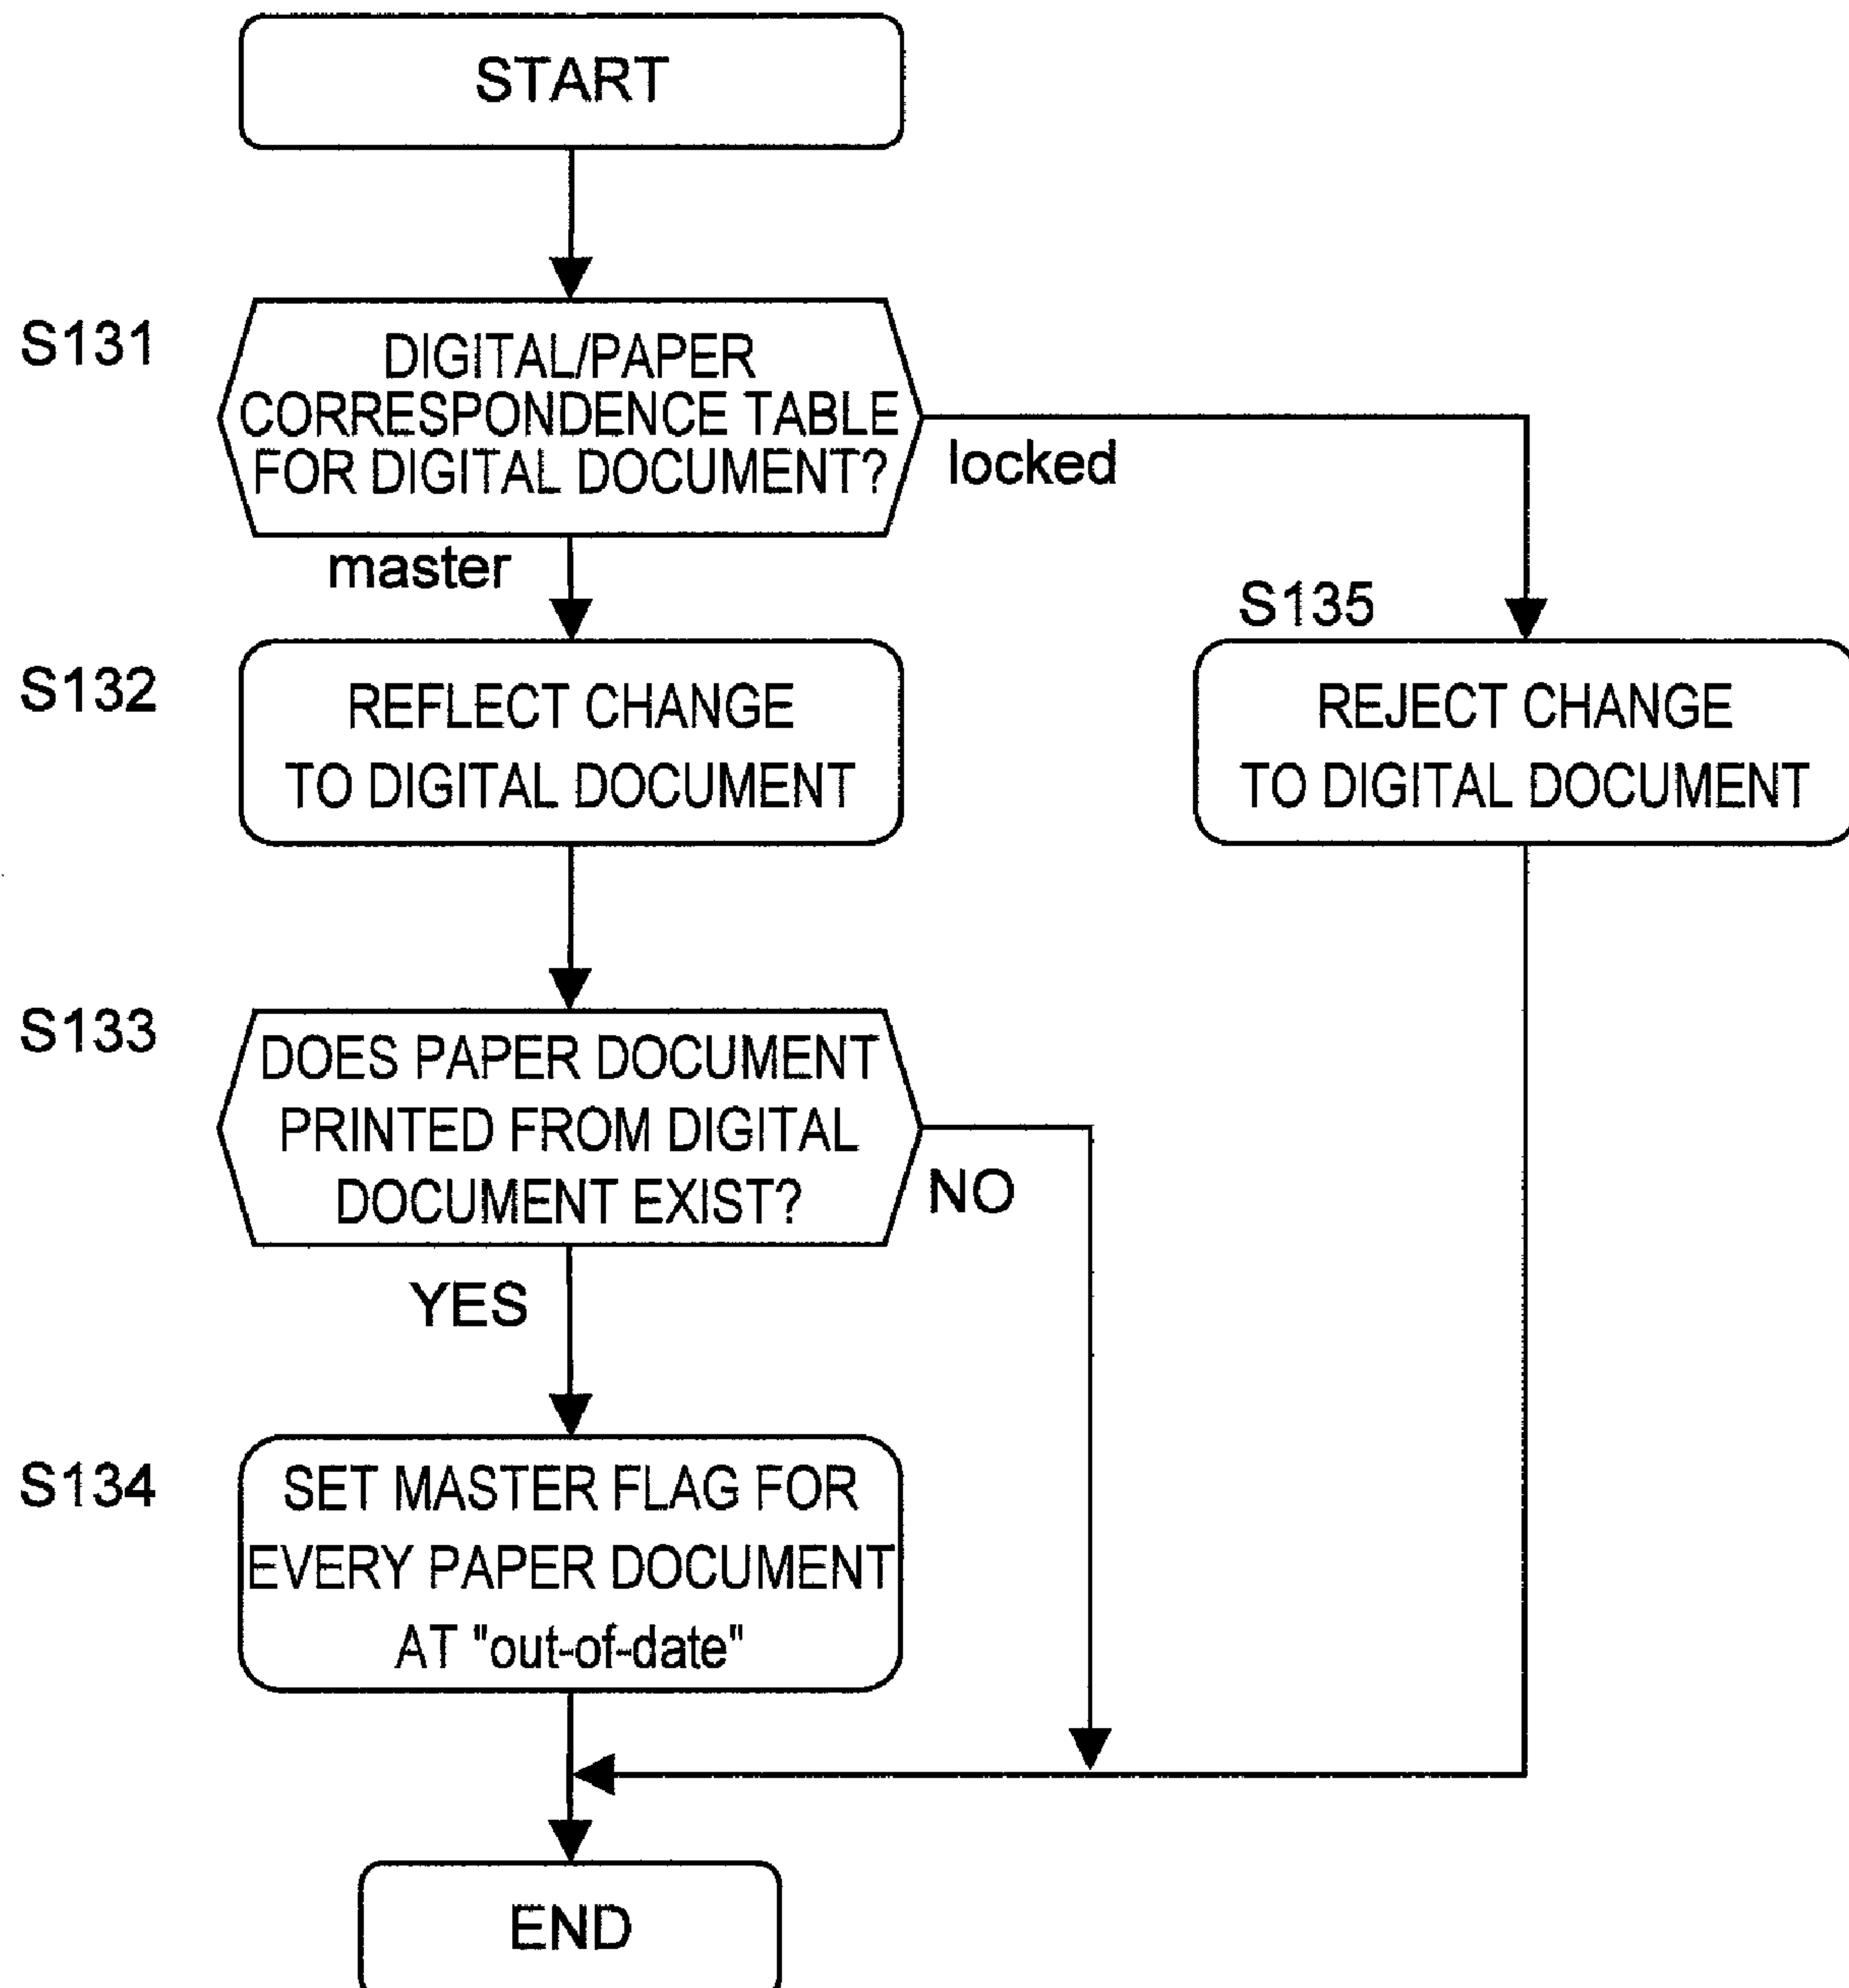 START
S131
DIGITAL/PAPER
CORRESPONDENCE TABLE
FOR DIGITAL DOCUMENT?
locked
master
S135
S132
REFLECT CHANGE
TO DIGITAL DOCUMENT
REJECT CHANGE
TO DIGITAL DOCUMENT
S133
DOES PAPER DOCUMENT
PRINTED FROM DIGITAL
DOCUMENT EXIST?
NO
YES
S134
SET MASTER FLAG FOR
EVERY PAPER DOCUMENT
AT "out-of-date"
END